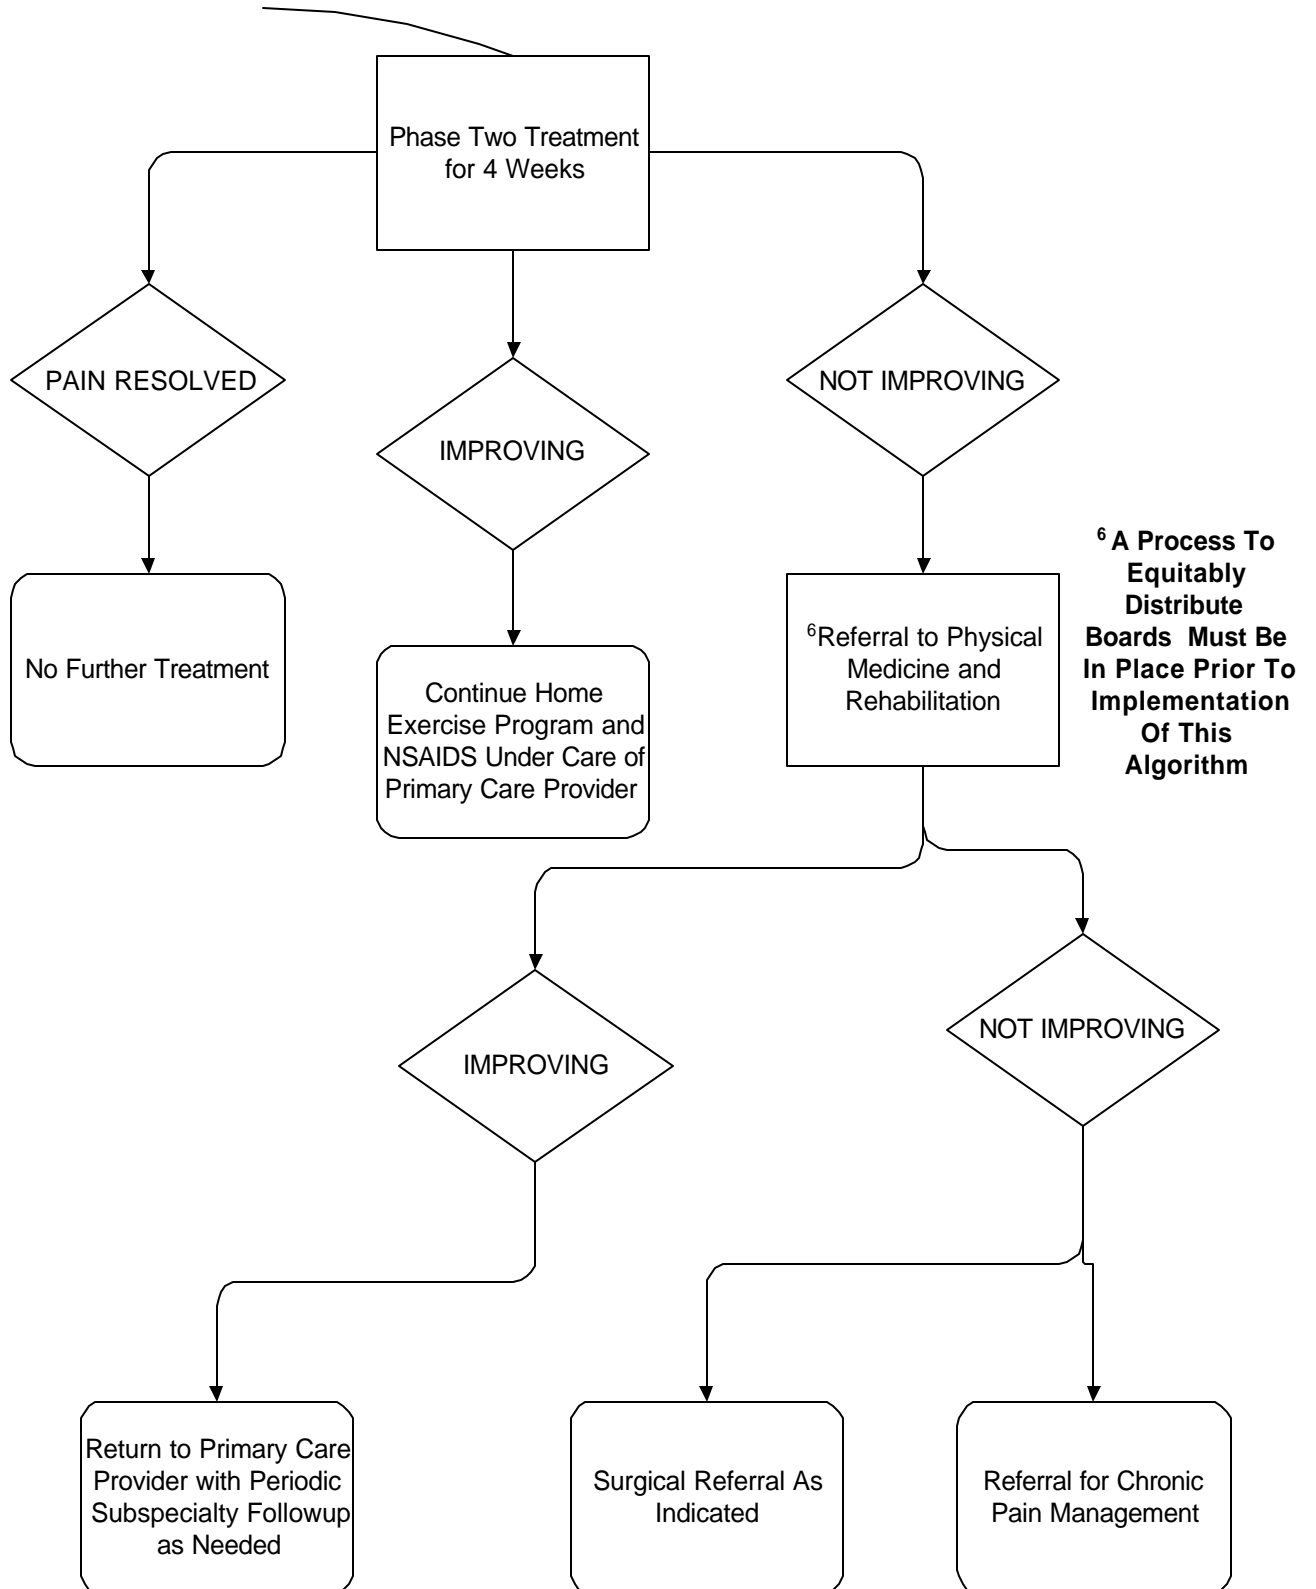 Phase Two Treatment
for 4 Weeks
PAIN RESOLVED
IMPROVING
NOT IMPROVING
No Further Treatment
Continue Home
Exercise Program and
NSAIDS Under Care of
Primary Care Provider
6Referral to Physical
Medicine and
Rehabilitation
6 A Process To
Equitably
Distribute
Boards Must Be
In Place Prior To
Implementation
Of This
Algorithm
IMPROVING
NOT IMPROVING
Return to Primary Care
Provider with Periodic
Subspecialty Followup
as Needed
Surgical Referral As
Indicated
Referral for Chronic
Pain Management